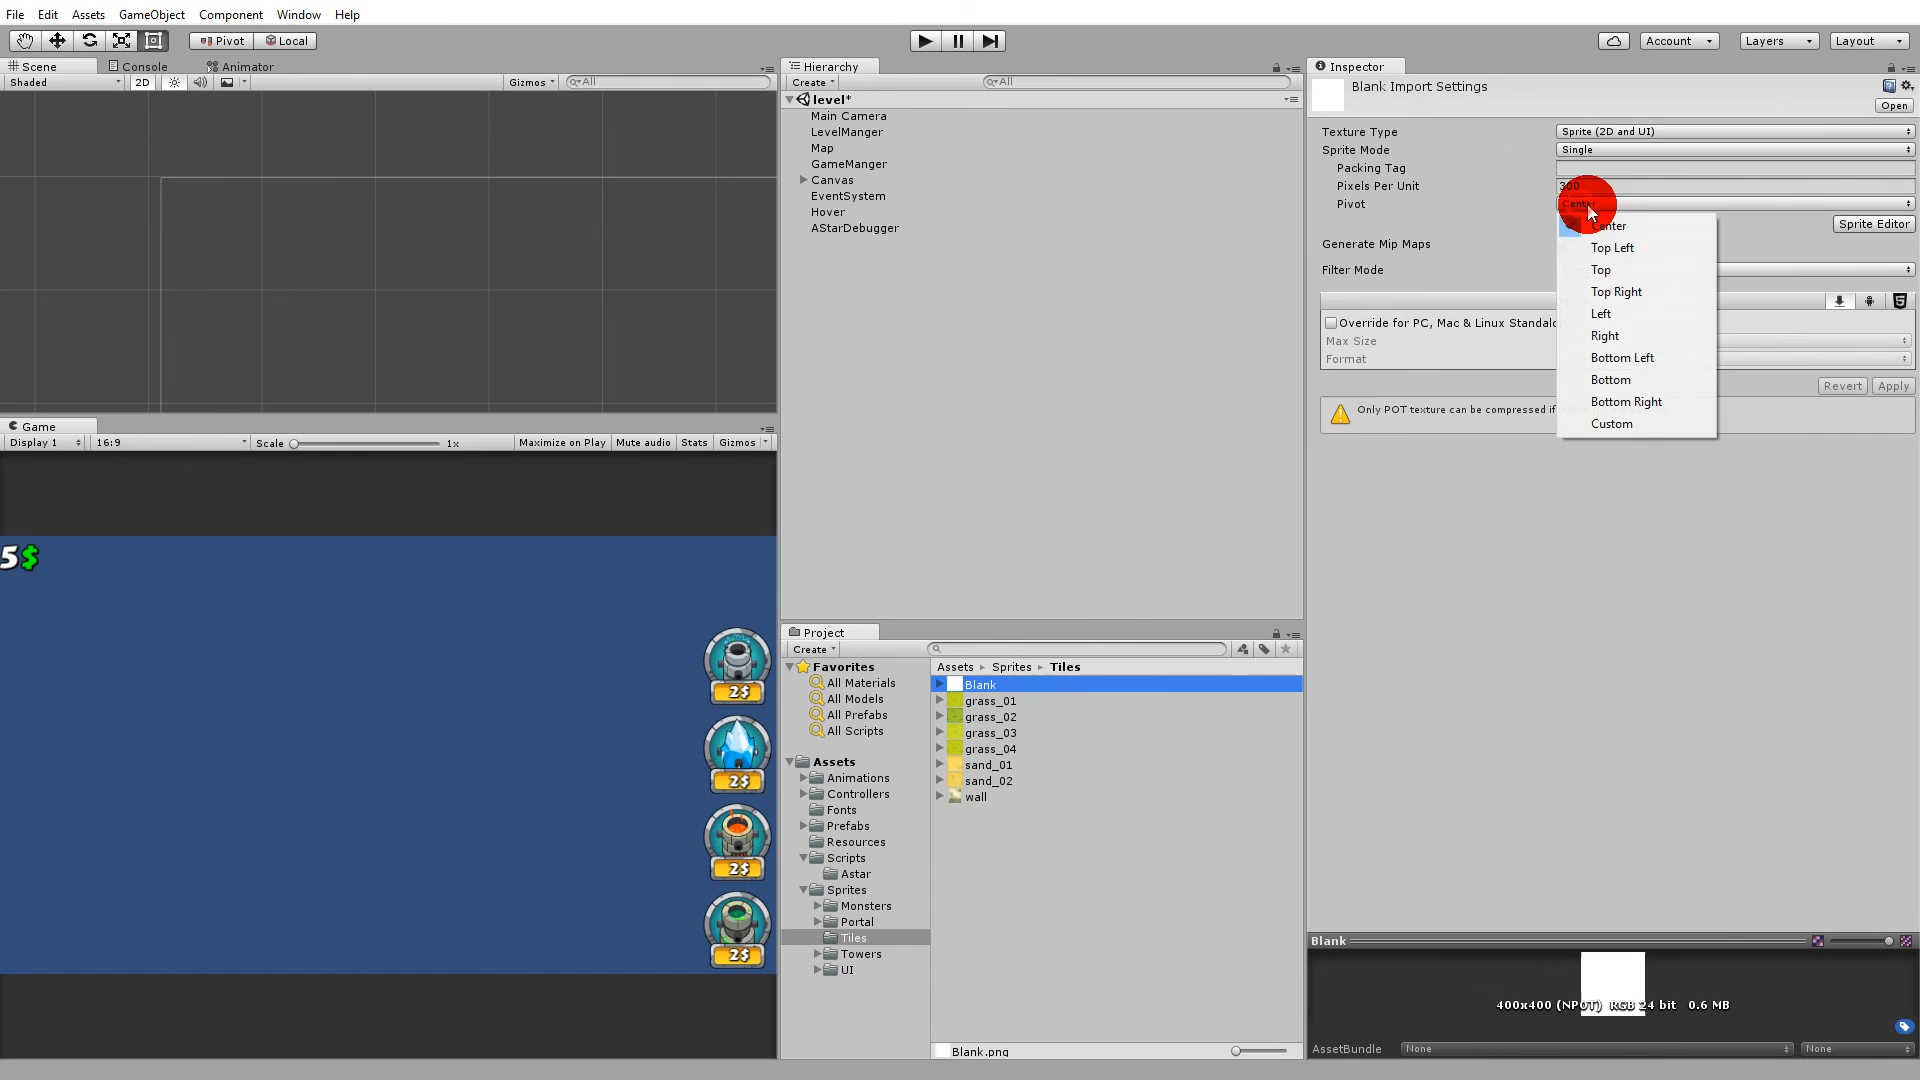 File Edit Assets GameObject Component Window Help
Pivot Local Account Layers Layout
Scene Console Animator
Shaded 2D Gizmos All
Hierarchy
Create All
level*
Main Camera
LevelManger
Map
GameManger
Canvas
EventSystem
Hover
AStarDebugger
Inspector
Blank Import Settings
Open
Texture Type Sprite (2D and UI)
Sprite Mode Single
Packing Tag
Pixels Per Unit 300
Pivot Center
Center
Sprite Editor
Top Left
Generate Mip Maps
Top
Filter Mode
Top Right
Left
Override for PC, Mac & Linux Standalo
Right
Max Size
Bottom Left
Format
Bottom
Revert Apply
Bottom Right
Only POT texture can be compressed if
Custom
Game
Display 1 16:9 Scale 1x Maximize on Play Mute audio Stats Gizmos
5$
2$
2$
2$
2$
Project
Create
Favorites
All Materials
All Models
All Prefabs
All Scripts
Assets
Animations
Controllers
Fonts
Prefabs
Resources
Scripts
Astar
Sprites
Monsters
Portal
Tiles
Towers
UI
Assets Sprites Tiles
Blank
grass_01
grass_02
grass_03
grass_04
sand_01
sand_02
wall
Blank.png
Blank
400x400 (NPOT) RGB 24 bit 0.6 MB
AssetBundle None None